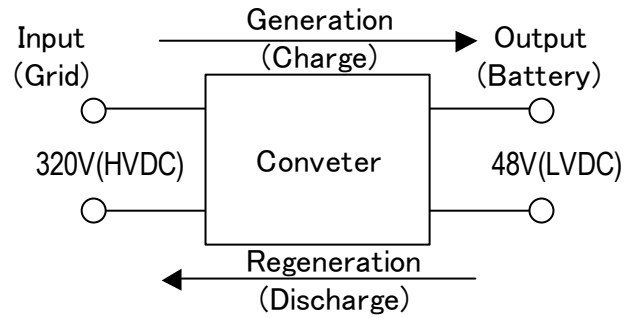 Generation
(Charge)
Input
(Grid)
Output
(Battery)
320V(HVDC)
Conveter
48V(LVDC)
Regeneration
(Discharge)